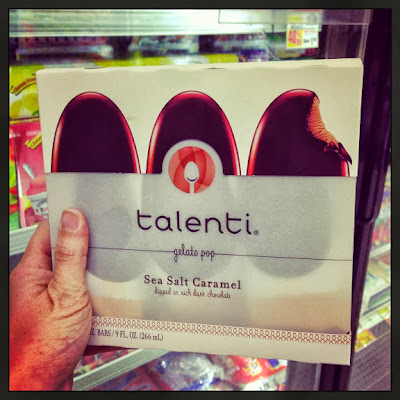 talenti®
gelato pop
Sea Salt Caramel
dipped in rich dark chocolate
BARS / 9 FL. OZ. (266 mL)